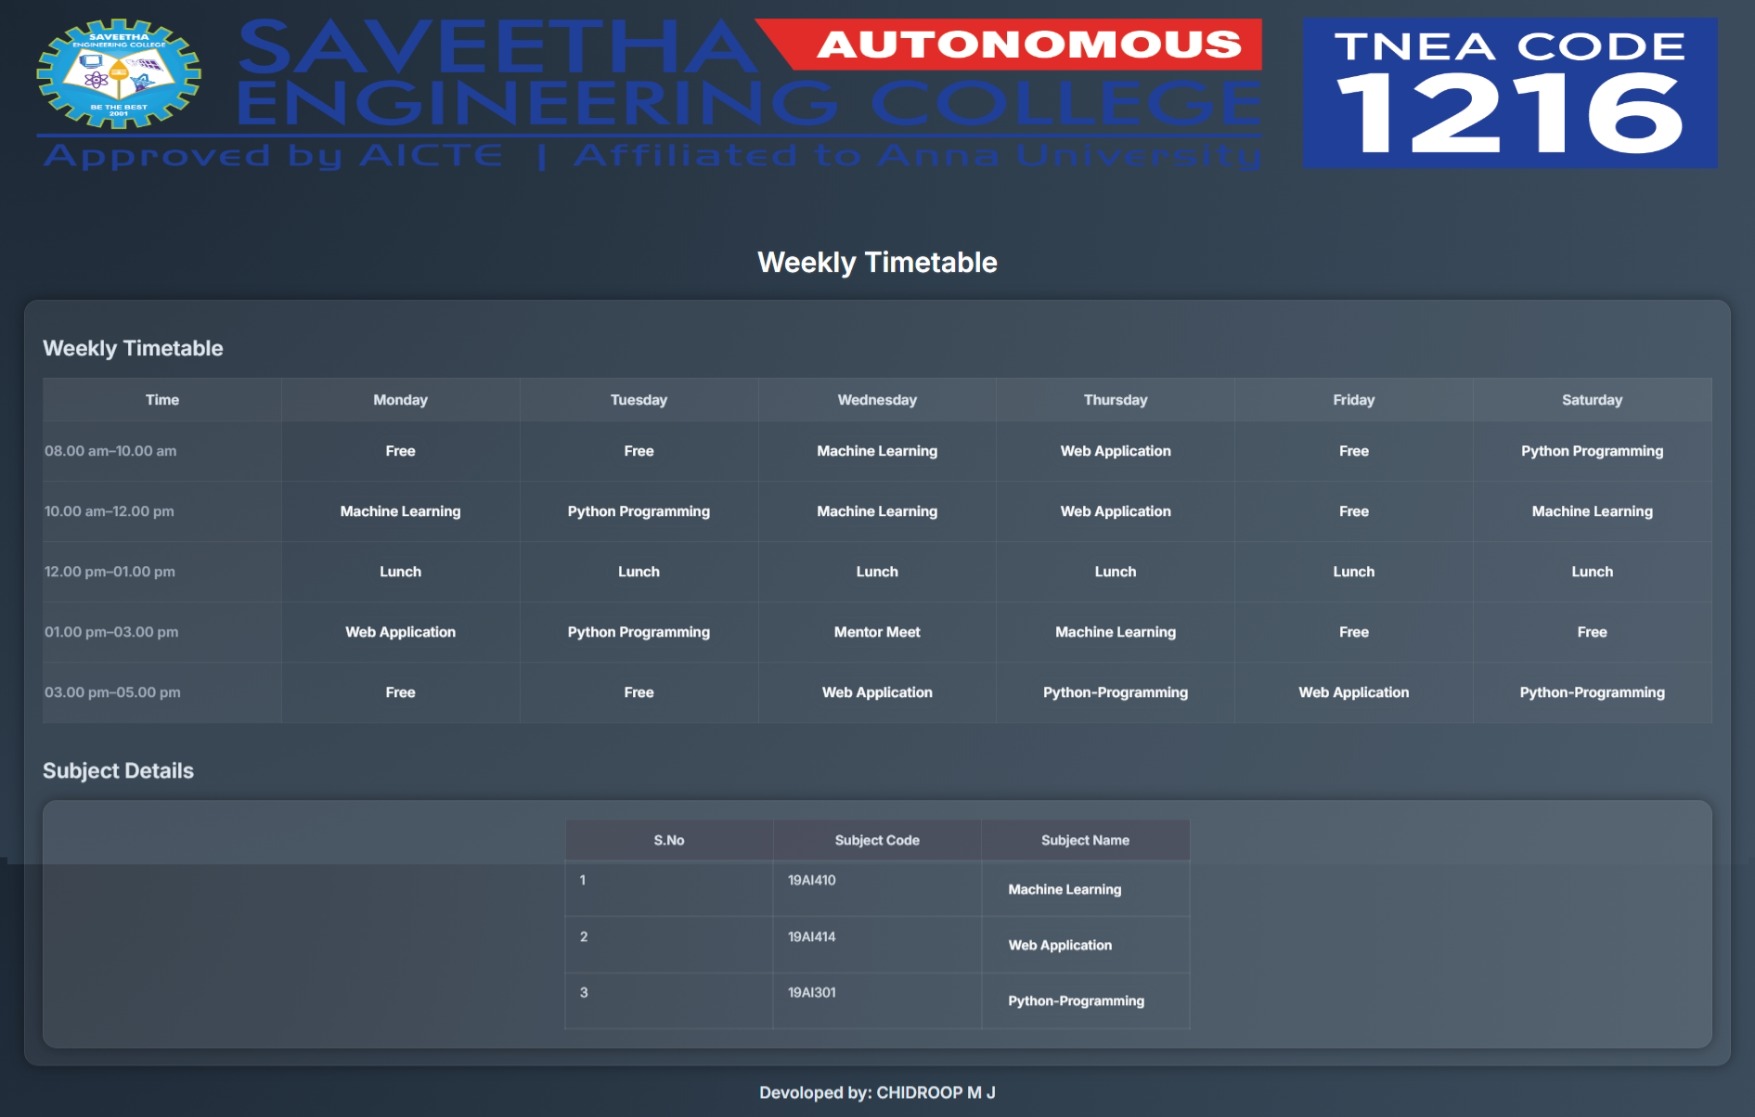 SAVEETHA
ENGINEERING COLLEGE
BE THE BEST
2001
SAVEETHA AUTONOMOUS
ENGINEERING COLLEGE
Approved by AICTE | Affiliated to Anna University
TNEA CODE
1216
Weekly Timetable
Weekly Timetable
Time Monday Tuesday Wednesday Thursday Friday Saturday
08.00 am–10.00 am Free Free Machine Learning Web Application Free Python Programming
10.00 am–12.00 pm Machine Learning Python Programming Machine Learning Web Application Free Machine Learning
12.00 pm–01.00 pm Lunch Lunch Lunch Lunch Lunch Lunch
01.00 pm–03.00 pm Web Application Python Programming Mentor Meet Machine Learning Free Free
03.00 pm–05.00 pm Free Free Web Application Python-Programming Web Application Python-Programming
Subject Details
S.No Subject Code Subject Name
1 19AI410 Machine Learning
2 19AI414 Web Application
3 19AI301 Python-Programming
Devoloped by: CHIDROOP M J